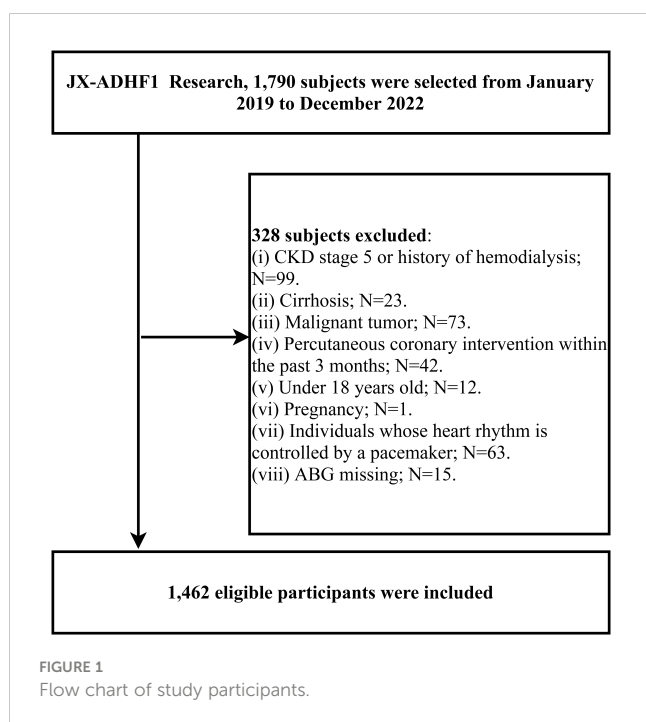 JX-ADHF1 Research, 1,790 subjects were selected from January
2019 to December 2022
328 subjects excluded:
(i) CKD stage 5 or history of hemodialysis;
N=99.
(ii) Cirrhosis; N=23.
(iii) Malignant tumor; N=73.
(iv) Percutaneous coronary intervention within
the past 3 months; N=42.
(v) Under 18 years old; N=12.
(vi) Pregnancy; N=1.
(vii) Individuals whose heart rhythm is
controlled by a pacemaker; N=63.
(viii) ABG missing; N=15.
1,462 eligible participants were included
FIGURE 1
Flow chart of study participants.